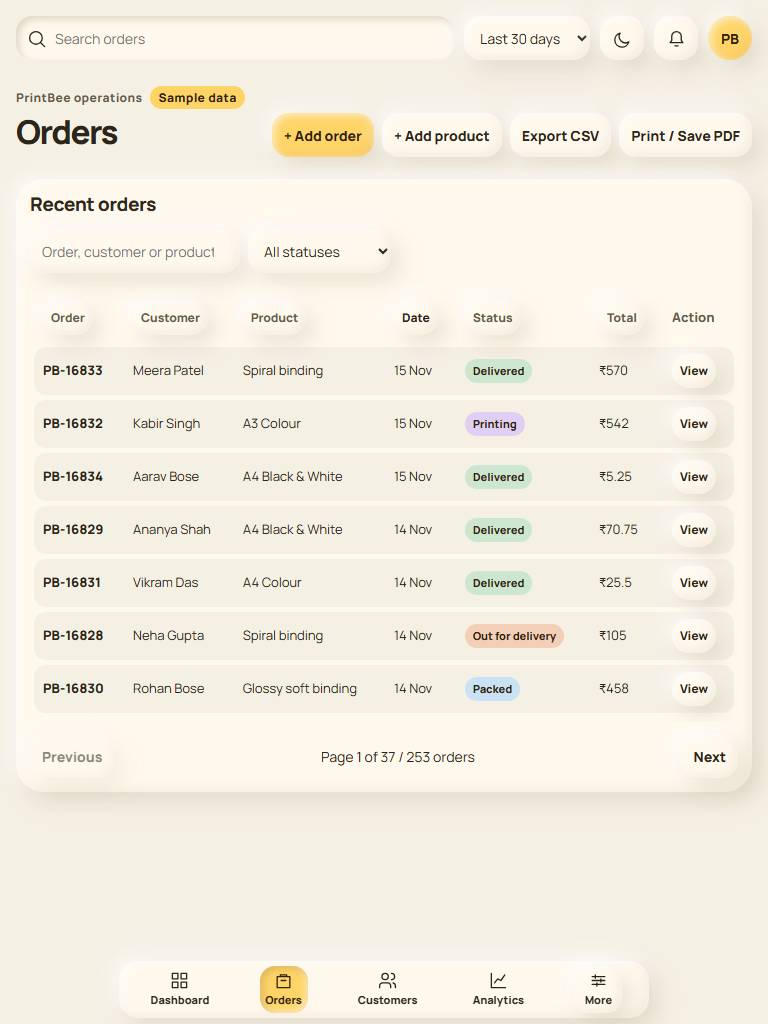 Search orders
Last 30 days
PB
PrintBee operations
Sample data
Orders
+ Add order
+ Add product
Export CSV
Print / Save PDF
Recent orders
Order, customer or product
All statuses
Order Customer Product Date Status Total Action
PB-16833 Meera Patel Spiral binding 15 Nov Delivered ₹570 View
PB-16832 Kabir Singh A3 Colour 15 Nov Printing ₹542 View
PB-16834 Aarav Bose A4 Black & White 15 Nov Delivered ₹5.25 View
PB-16829 Ananya Shah A4 Black & White 14 Nov Delivered ₹70.75 View
PB-16831 Vikram Das A4 Colour 14 Nov Delivered ₹25.5 View
PB-16828 Neha Gupta Spiral binding 14 Nov Out for delivery ₹105 View
PB-16830 Rohan Bose Glossy soft binding 14 Nov Packed ₹458 View
Previous
Page 1 of 37 / 253 orders
Next
Dashboard
Orders
Customers
Analytics
More